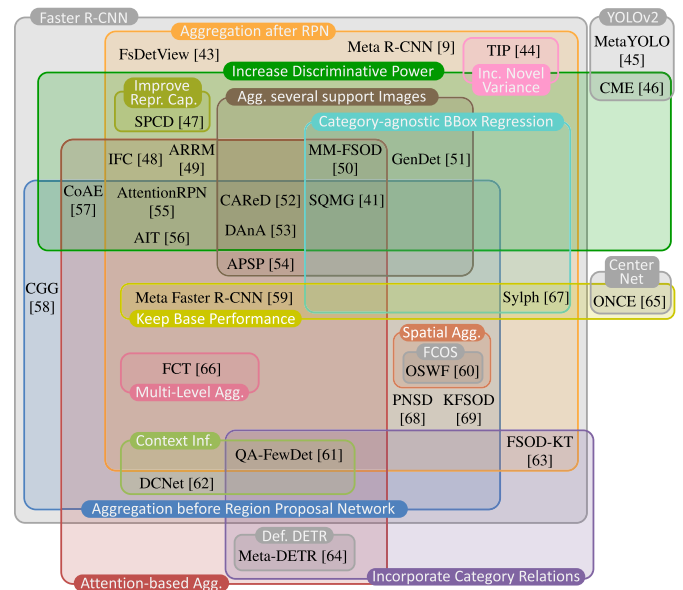 Faster R-CNN
Aggregation after RPN
YOLOv2
FsDetView [43]
Meta R-CNN [9]
TIP [44]
MetaYOLO
[45]
Increase Discriminative Power
Inc. Novel
Variance
Improve
Repr. Cap.
SPCD [47]
Agg. several support Images
CME [46]
Category-agnostic BBox Regression
IFC [48]
ARRM
[49]
MM-FSOD
[50]
GenDet [51]
CoAE
[57]
AttentionRPN
[55]
CAReD [52]
SQMG [41]
AIT [56]
DAnA [53]
APSP [54]
CGG
[58]
Center
Net
Meta Faster R-CNN [59]
Sylph [67]
ONCE [65]
Keep Base Performance
Spatial Agg.
FCOS
OSWF [60]
FCT [66]
Multi-Level Agg.
PNSD
[68]
KFSOD
[69]
Context Inf.
QA-FewDet [61]
FSOD-KT
[63]
DCNet [62]
Aggregation before Region Proposal Network
Def. DETR
Meta-DETR [64]
Attention-based Agg.
Incorporate Category Relations